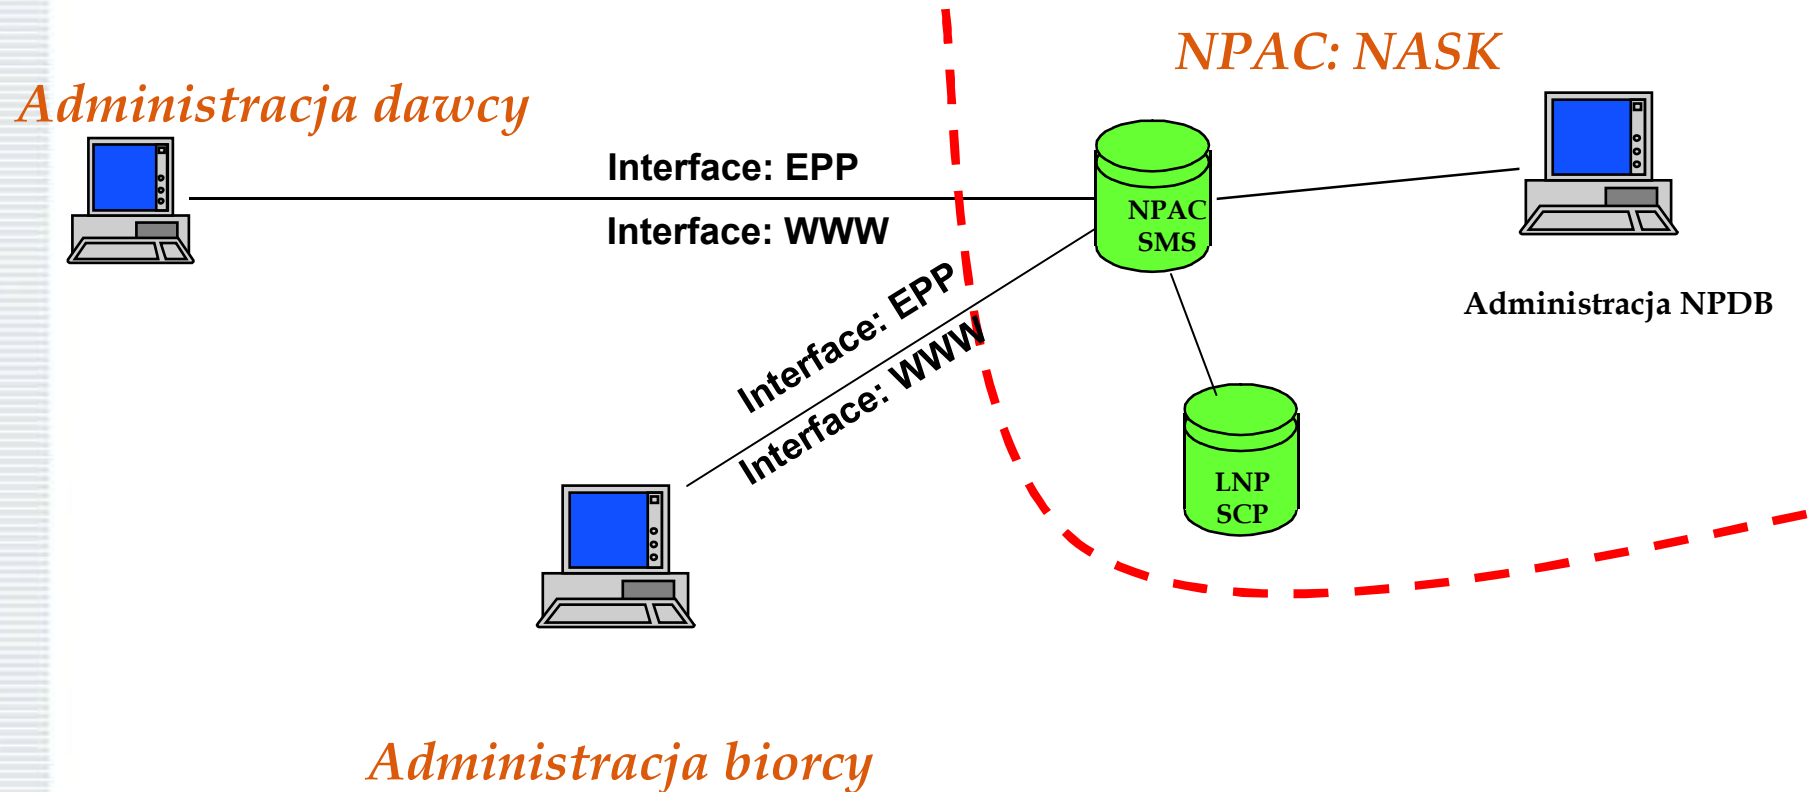 NPAC: NASK
Administracja dawcy
Interface: EPP
Interface: WWW
NPAC
SMS
Interface: EPP
Interface: WWW
Administracja NPDB
LNP
SCP
Administracja biorcy